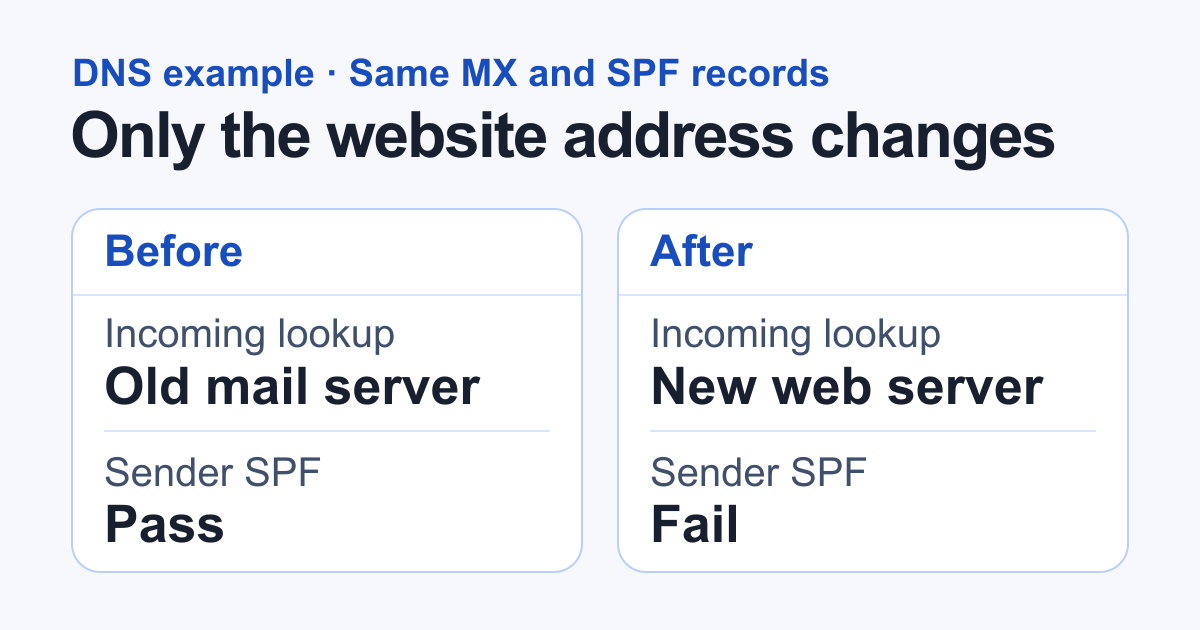 DNS example · Same MX and SPF records
Only the website address changes
Before
Incoming lookup
Old mail server
Sender SPF
Pass
After
Incoming lookup
New web server
Sender SPF
Fail